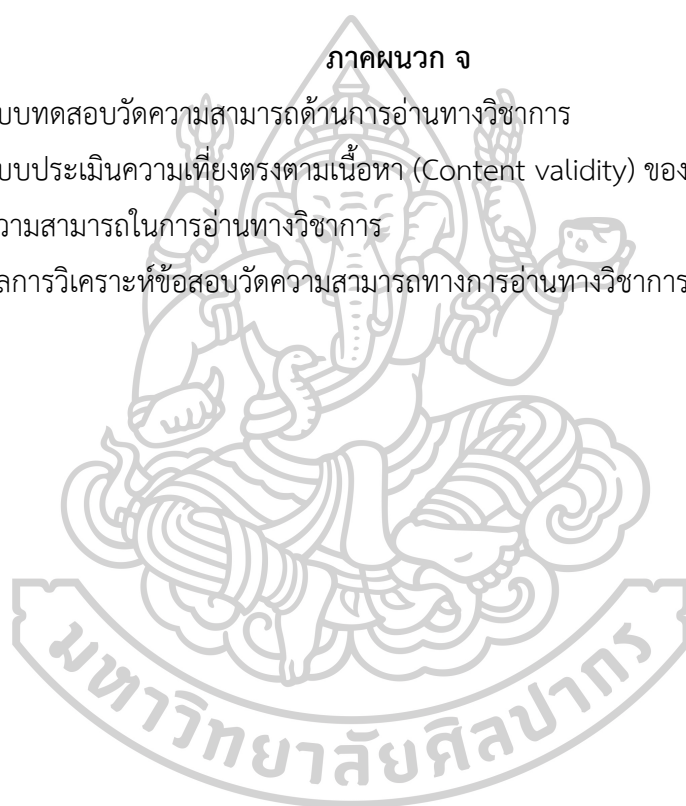 ภาคผนวก จ
บบทดสอบวัดความสามารถด้านการอ่านทางวิชาการ
บบประเมินความเที่ยงตรงตามเนื้อหา (Content validity) ของ
วามสามารถในการอ่านทางวิชาการ
ลการวิเคราะห์ข้อสอบวัดความสามารถทางการอ่านทางวิชาการ
มหาวิทยาลัยศิลปากร